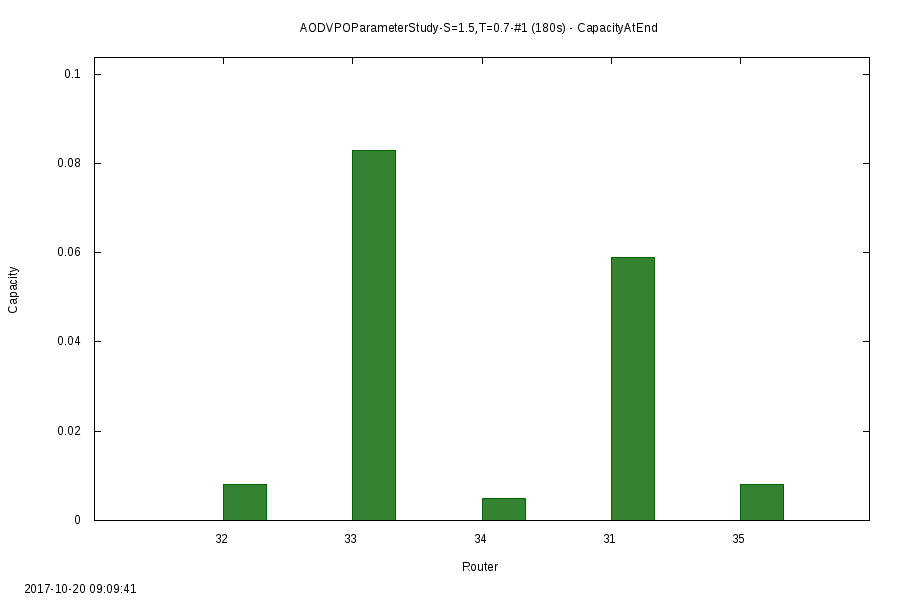 AODVPOParameterStudy-S=1.5,T=0.7-#1 (180s) - CapacityAtEnd
0.1
0.08
0.06
0.04
0.02
0
Capacity
32 33 34 31 35
Router
2017-10-20 09:09:41